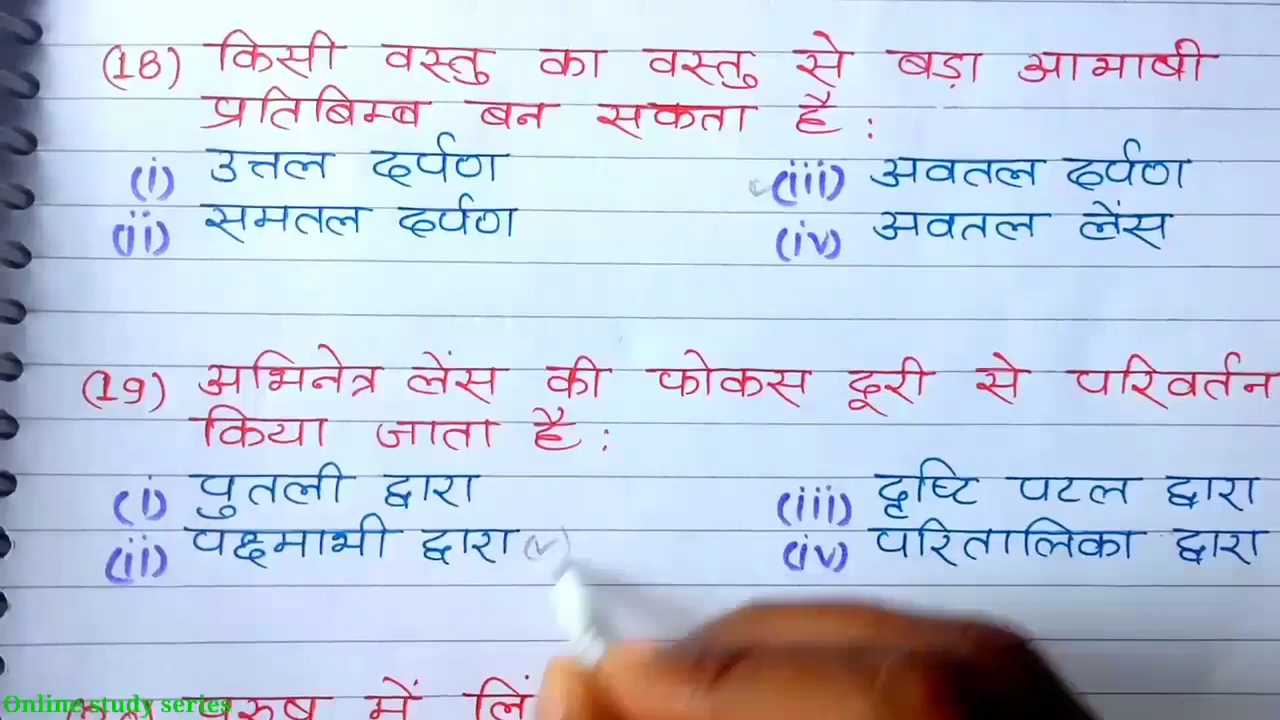 (18) किसी वस्तु का वस्तु से बड़ा आभाषी
प्रतिबिम्ब बन सकता है :
(i) उत्तल दर्पण (iii) अवतल दर्पण
(ii) समतल दर्पण (iv) अवतल लेंस
(19) अभिनेत्र लेंस की फोकस दूरी से परिवर्तन
किया जाता है :
(i) पुतली द्वारा (iii) दृष्टि पटल द्वारा
(ii) पक्ष्माभी द्वारा (✓) (iv) परितालिका द्वारा
पुरुष में
Online study series